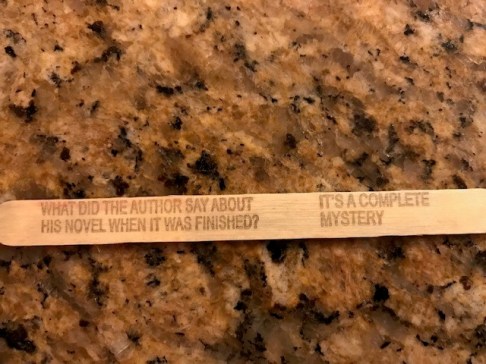 WHAT DID THE AUTHOR SAY ABOUT
HIS NOVEL WHEN IT WAS FINISHED?
IT'S A COMPLETE
MYSTERY